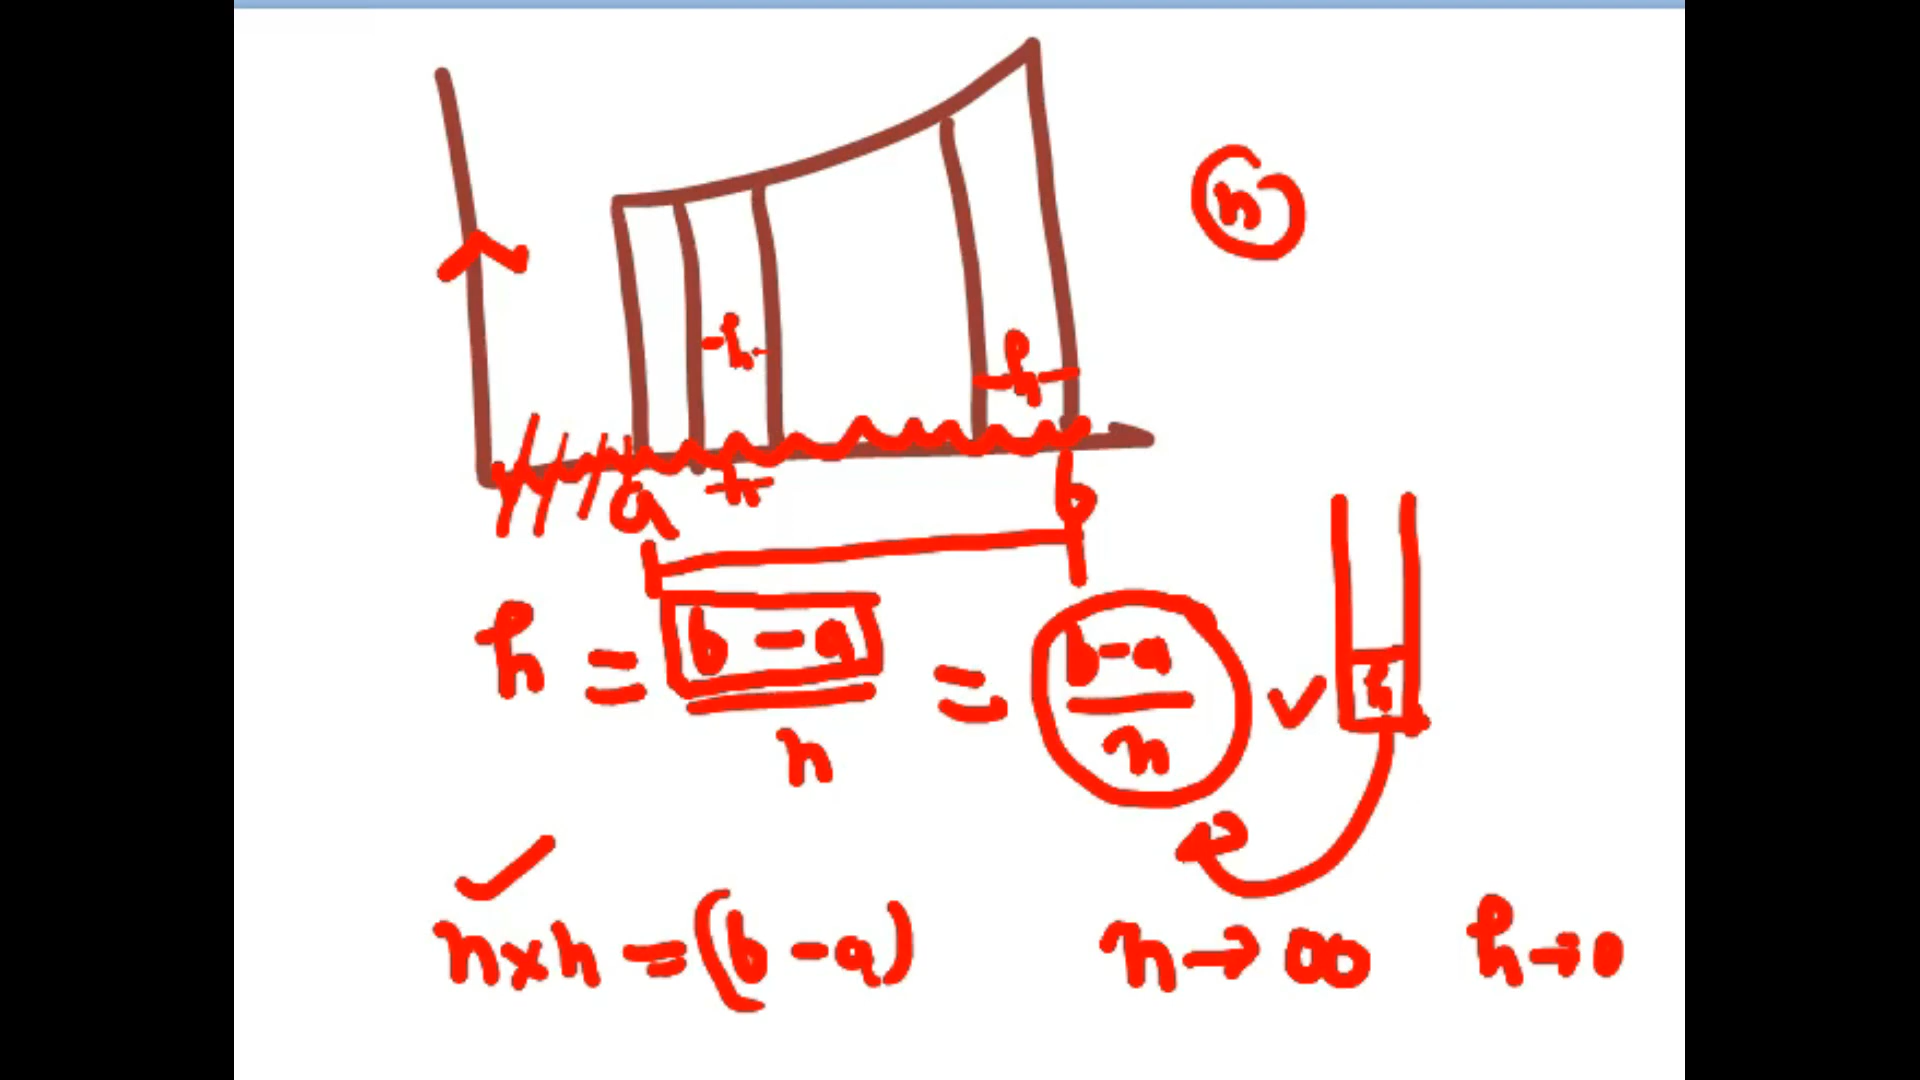 n
h
h
h
a b
h = b - a / n = b-a / n
h
n x h = (b - a) n → ∞ h → 0